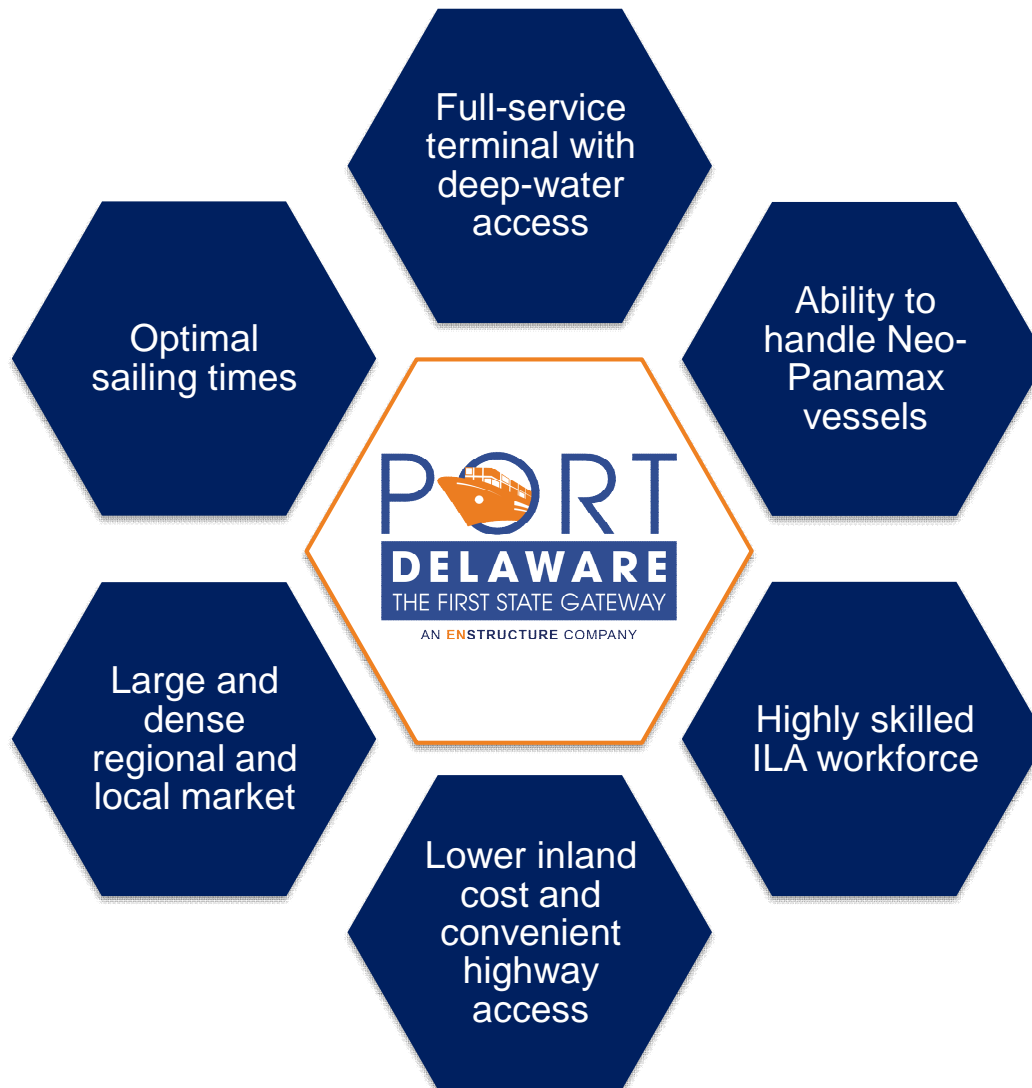 Full-service
terminal with
deep-water
access
Ability to
handle Neo-
Panamax
vessels
Highly skilled
ILA workforce
Lower inland
cost and
convenient
highway
access
Large and
dense
regional and
local market
Optimal
sailing times
PORT
DELAWARE
THE FIRST STATE GATEWAY
AN ENSTRUCTURE COMPANY